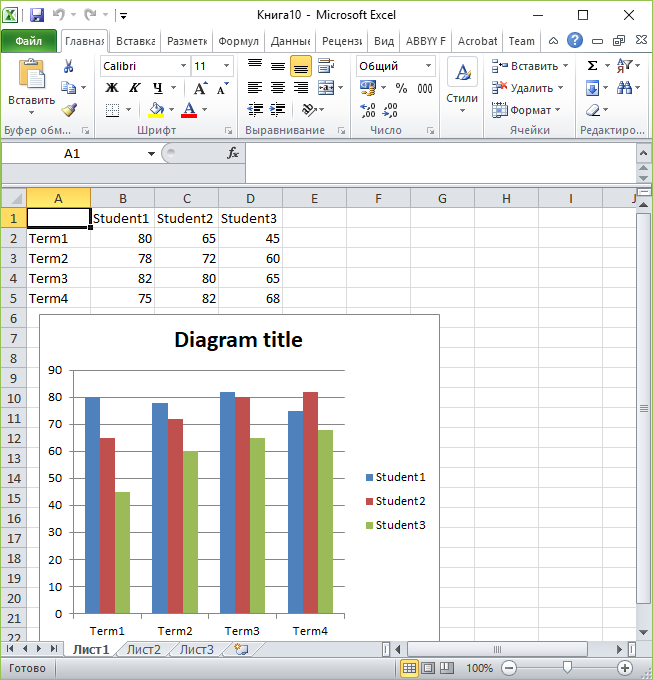 Книга10 - Microsoft Excel
Файл Главная Вставка Разметк Формул Данны Рецензи Вид ABBYY F Acrobat Team
Calibri 11 Общий
Ж К Ч A A % 000
Вставить Стили Вставить Σ
Удалить
Формат
Буфер обм... Шрифт Выравнивание Число Ячейки Редактиро...
A1 fx
A B C D E F G H I J
1 Student1 Student2 Student3
2 Term1 80 65 45
3 Term2 78 72 60
4 Term3 82 80 65
5 Term4 75 82 68
6
7
8
9
10
11
12
13
14
15
16
17
18
19
20
21
22
Diagram title
90
80
70
60
50
40
30
20
10
0
Term1 Term2 Term3 Term4
Student1
Student2
Student3
Лист1 Лист2 Лист3
Готово 100%